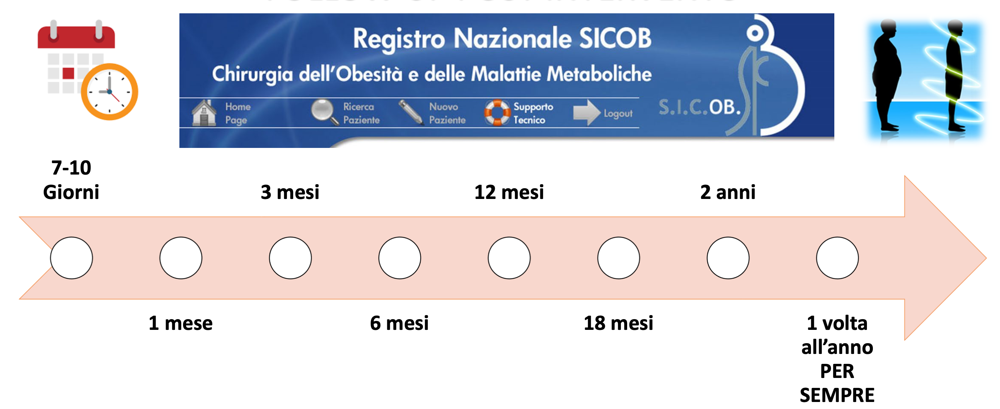 Registro Nazionale SICOB
Chirurgia dell'Obesità e delle Malattie Metaboliche
Home
Page
Ricerca
Paziente
Nuovo
Paziente
Supporto
Tecnico
Logout
S.I.C.OB.
7-10
Giorni
1 mese
3 mesi
6 mesi
12 mesi
18 mesi
2 anni
1 volta
all’anno
PER
SEMPRE